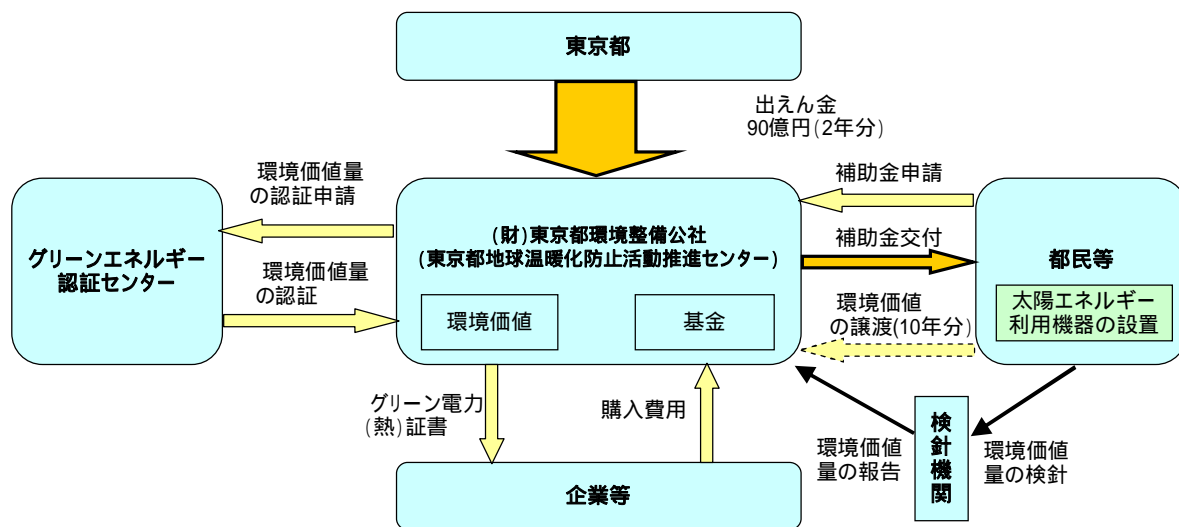 東京都
出えん金
90億円(2年分)
環境価値量
の認証申請
補助金申請
グリーンエネルギー
認証センター
(財)東京都環境整備公社
(東京都地球温暖化防止活動推進センター)
補助金交付
都民等
環境価値量
の認証
環境価値
基金
環境価値
の譲渡(10年分)
太陽エネルギー
利用機器の設置
グリーン電力
(熱)証書
購入費用
検針機関
環境価値
量の報告
環境価値
量の検針
企業等